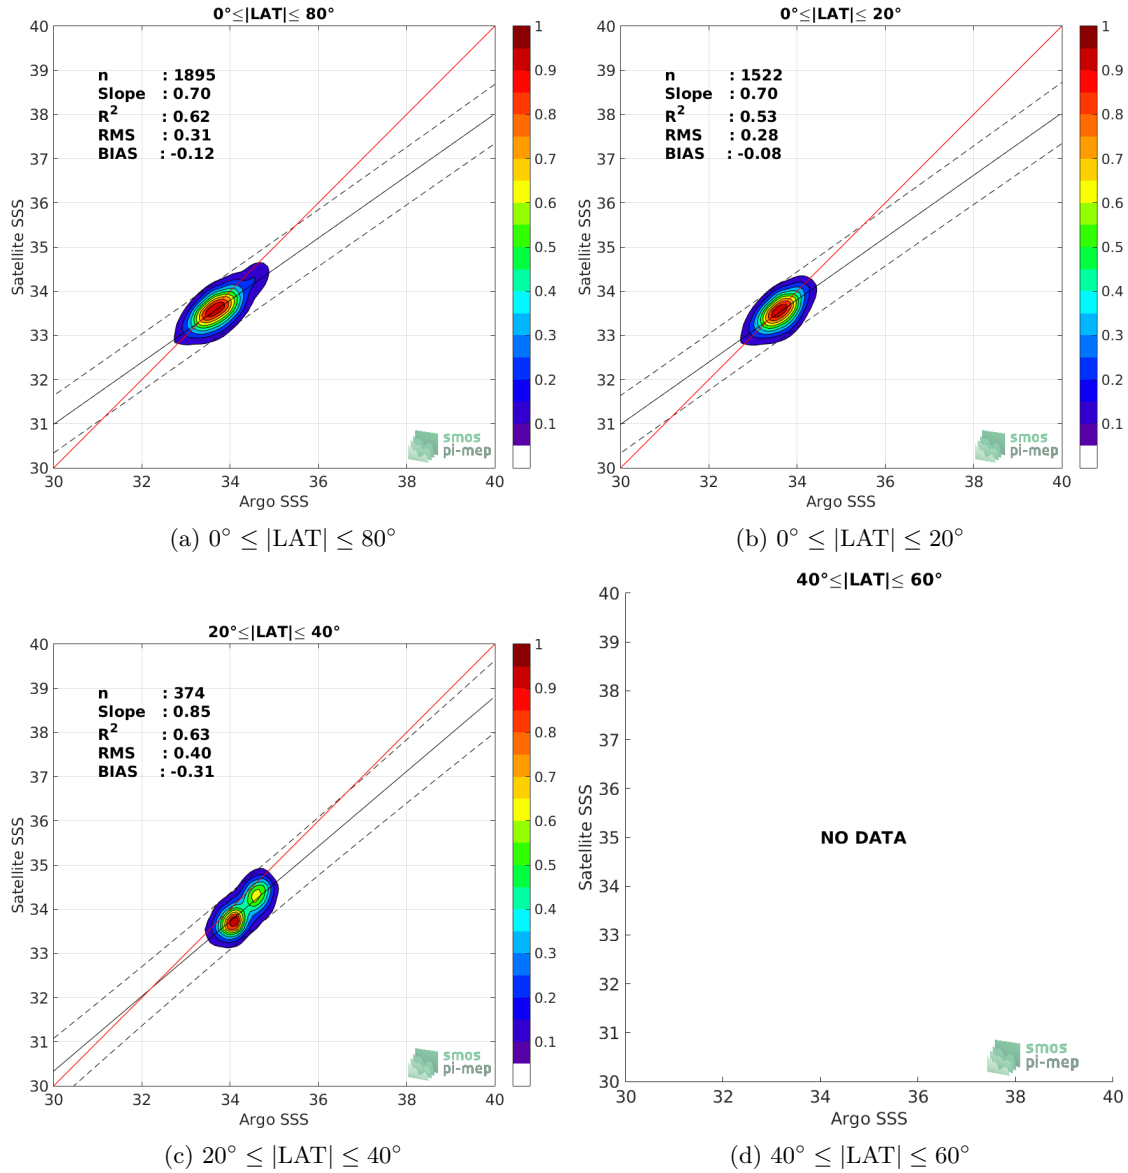 0°≤|LAT|≤ 80°
40
39
38
37
36
35
34
33
32
31
30
Satellite SSS
n : 1895
Slope : 0.70
R² : 0.62
RMS : 0.31
BIAS : -0.12
smos
pi-mep
30 32 34 36 38 40
Argo SSS
1
0.9
0.8
0.7
0.6
0.5
0.4
0.3
0.2
0.1
(a) 0° ≤ |LAT| ≤ 80°
0°≤|LAT|≤ 20°
40
39
38
37
36
35
34
33
32
31
30
Satellite SSS
n : 1522
Slope : 0.70
R² : 0.53
RMS : 0.28
BIAS : -0.08
smos
pi-mep
30 32 34 36 38 40
Argo SSS
1
0.9
0.8
0.7
0.6
0.5
0.4
0.3
0.2
0.1
(b) 0° ≤ |LAT| ≤ 20°
20°≤|LAT|≤ 40°
40
39
38
37
36
35
34
33
32
31
30
Satellite SSS
n : 374
Slope : 0.85
R² : 0.63
RMS : 0.40
BIAS : -0.31
smos
pi-mep
30 32 34 36 38 40
Argo SSS
1
0.9
0.8
0.7
0.6
0.5
0.4
0.3
0.2
0.1
(c) 20° ≤ |LAT| ≤ 40°
40°≤|LAT|≤ 60°
40
39
38
37
36
35
34
33
32
31
30
Satellite SSS
NO DATA
smos
pi-mep
30 32 34 36 38 40
Argo SSS
(d) 40° ≤ |LAT| ≤ 60°